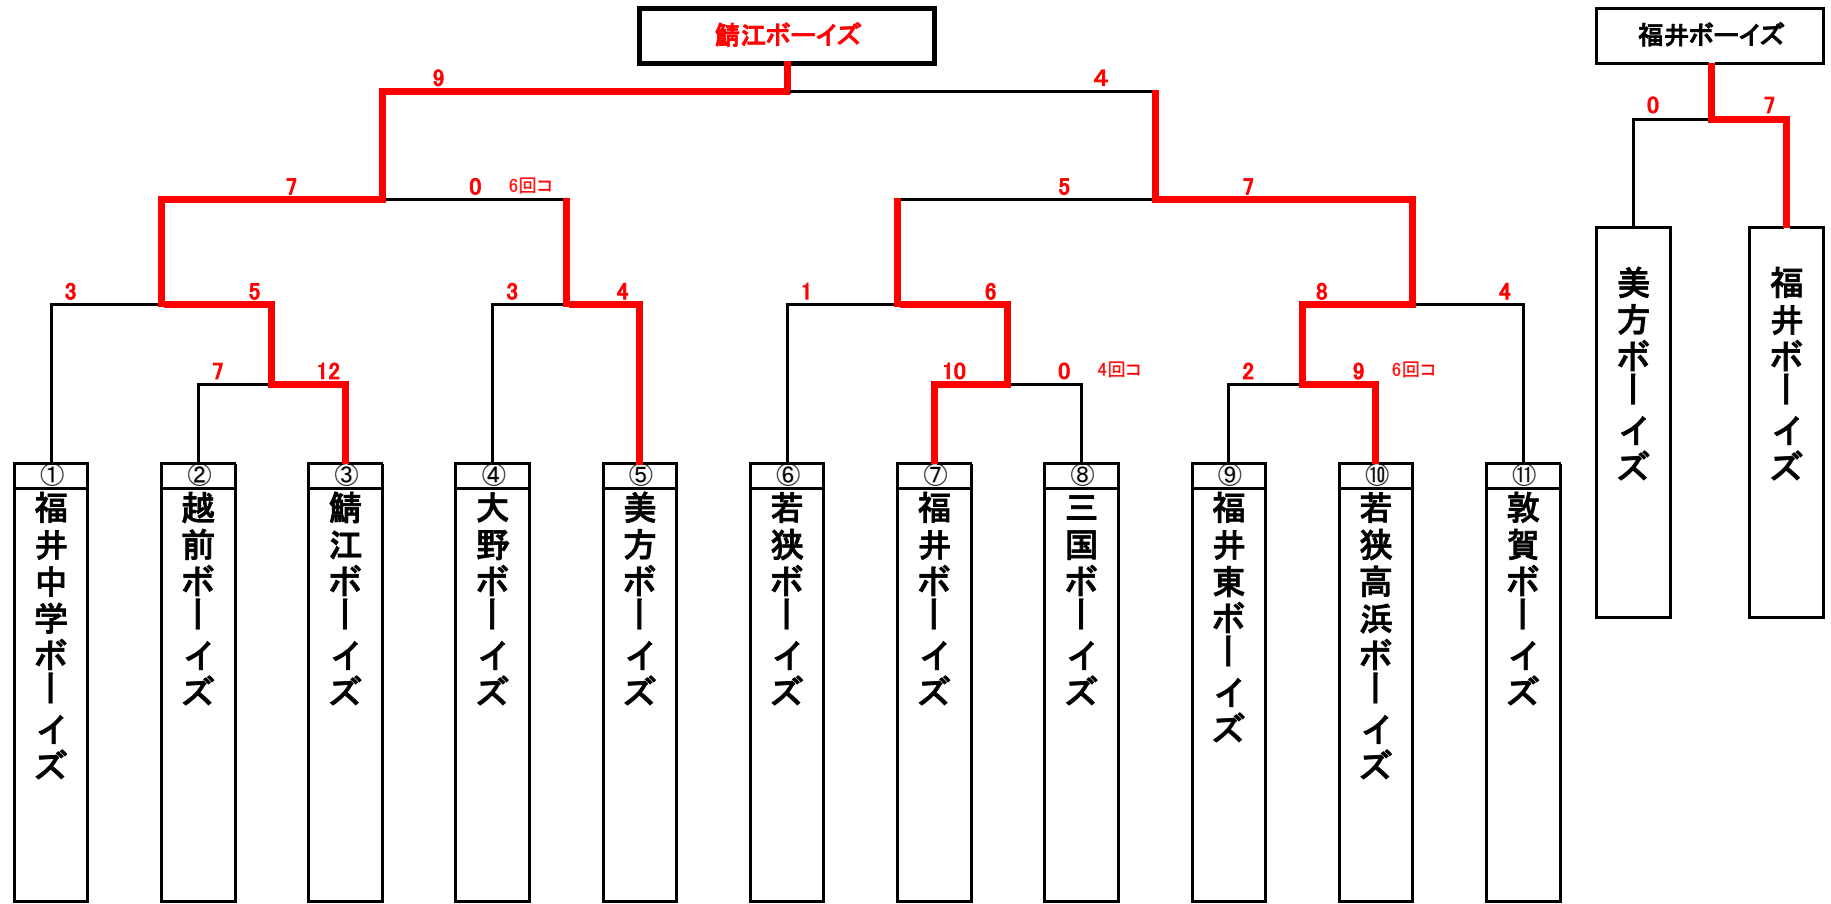 鯖江ボーイズ
福井ボーイズ
9
4
0
7
7
0
6回コ
5
7
3
5
3
4
1
6
8
4
7
12
10
0
4回コ
2
9
6回コ
①
福井中学ボーイズ
②
越前ボーイズ
③
鯖江ボーイズ
④
大野ボーイズ
⑤
美方ボーイズ
⑥
若狭ボーイズ
⑦
福井ボーイズ
⑧
三国ボーイズ
⑨
福井東ボーイズ
⑩
若狭高浜ボーイズ
⑪
敦賀ボーイズ
美方ボーイズ
福井ボーイズ